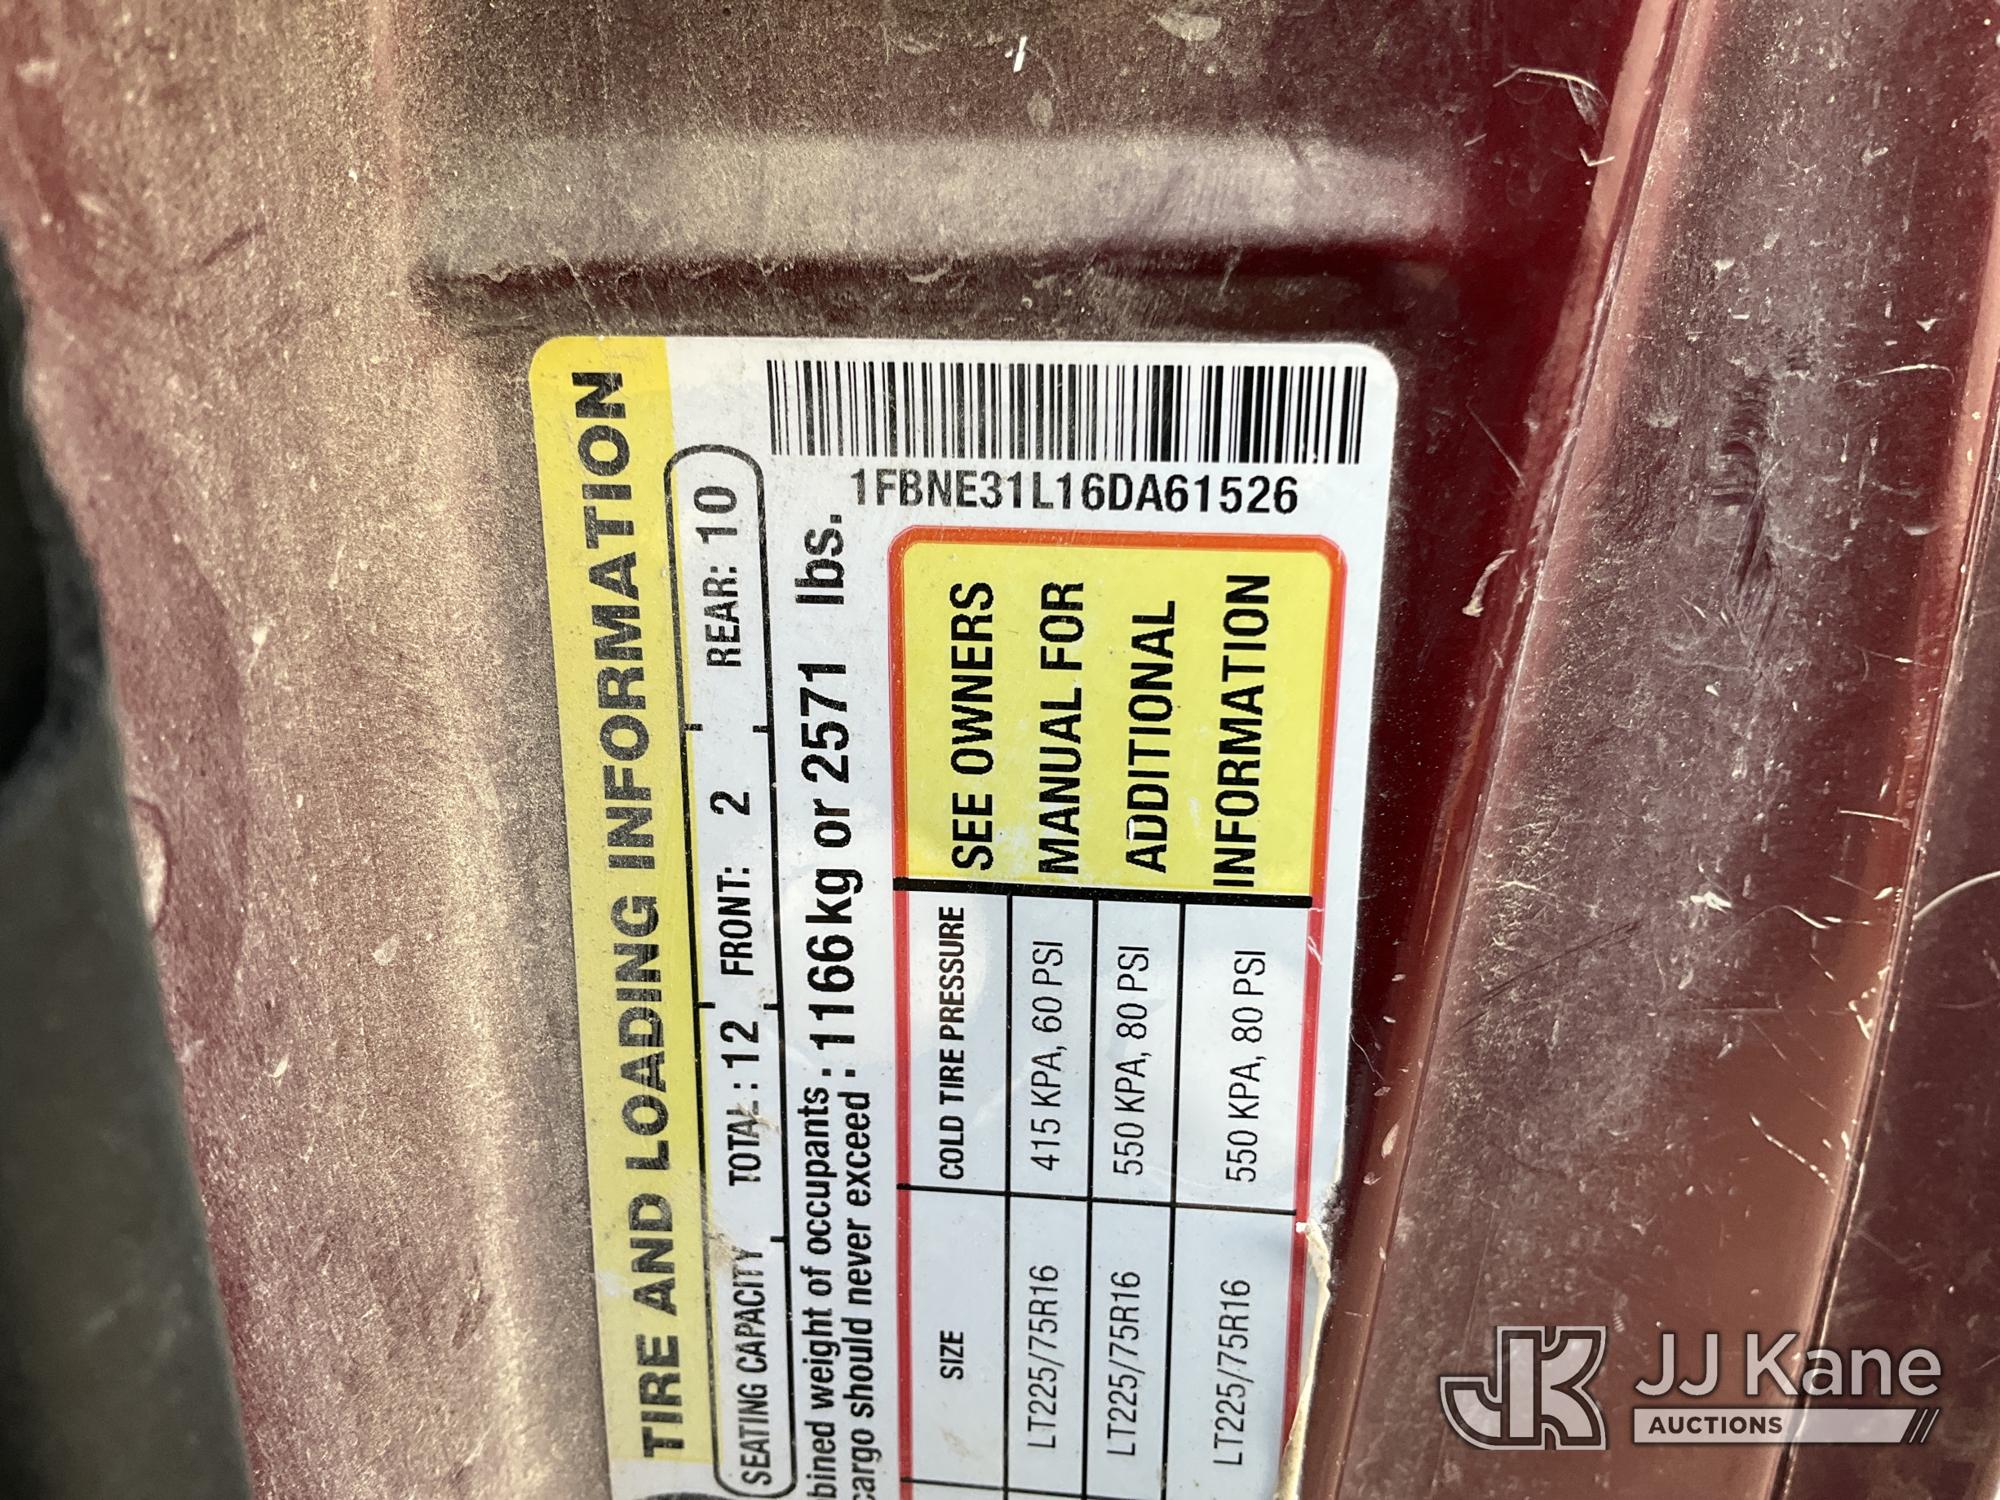 TIRE AND LOADING INFORMATION
SEATING CAPACITY TOTAL : 12 FRONT: 2 REAR: 10
bined weight of occupants
cargo should never exceed : 1166 kg or 2571 lbs.
1FBNE31L16DA61526
SIZE COLD TIRE PRESSURE
LT225/75R16 415 KPA, 60 PSI
LT225/75R16 550 KPA, 80 PSI
LT225/75R16 550 KPA, 80 PSI
SEE OWNERS
MANUAL FOR
ADDITIONAL
INFORMATION
JK JJ Kane
AUCTIONS